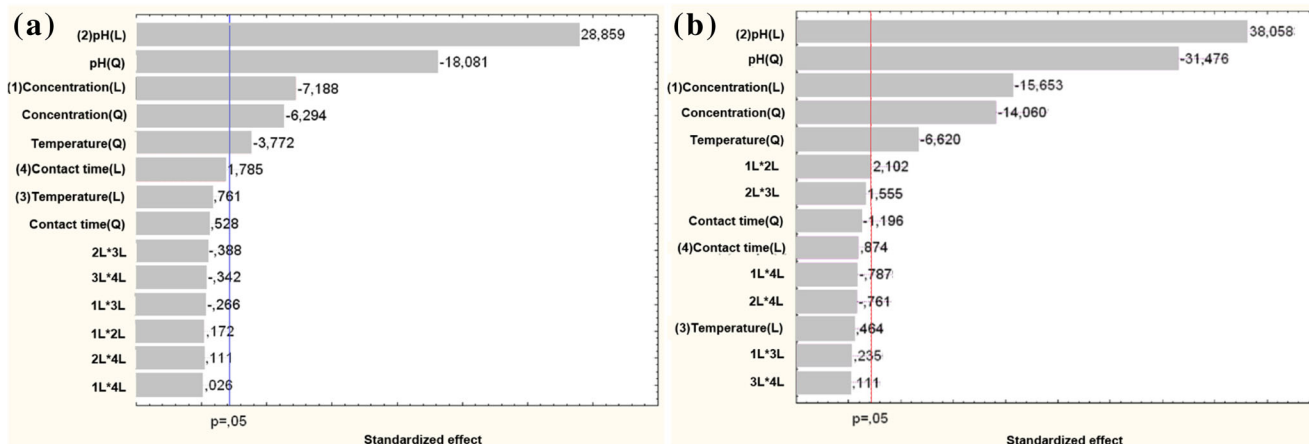 (a)
(2)pH(L) 28,859
pH(Q) -18,081
(1)Concentration(L) -7,188
Concentration(Q) -6,294
Temperature(Q) -3,772
(4)Contact time(L) 1,785
(3)Temperature(L) ,761
Contact time(Q) ,528
2L*3L -,388
3L*4L -,342
1L*3L -,266
1L*2L ,172
2L*4L ,111
1L*4L ,026
p=,05
Standardized effect
(b)
(2)pH(L) 38,058
pH(Q) -31,476
(1)Concentration(L) -15,653
Concentration(Q) -14,060
Temperature(Q) -6,620
1L*2L 2,102
2L*3L 1,555
Contact time(Q) -1,196
(4)Contact time(L) ,874
1L*4L -,787
2L*4L -,761
(3)Temperature(L) ,464
1L*3L ,235
3L*4L ,111
p=,05
Standardized effect